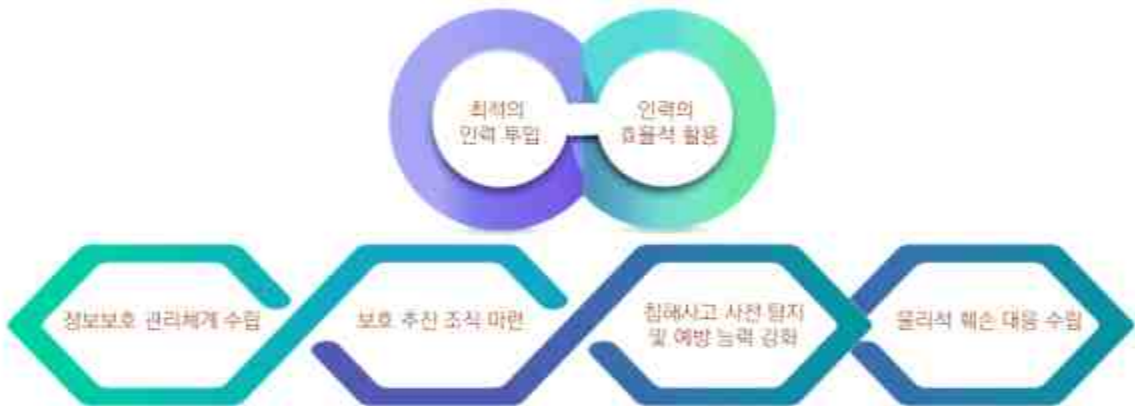 최적의
인력 투입
인력의
효율적 활용
정보보호 관리체계 수립
보호 추진 조직 마련
침해사고 사전 탐지
및 예방 능력 강화
물리적 훼손 대응 수립